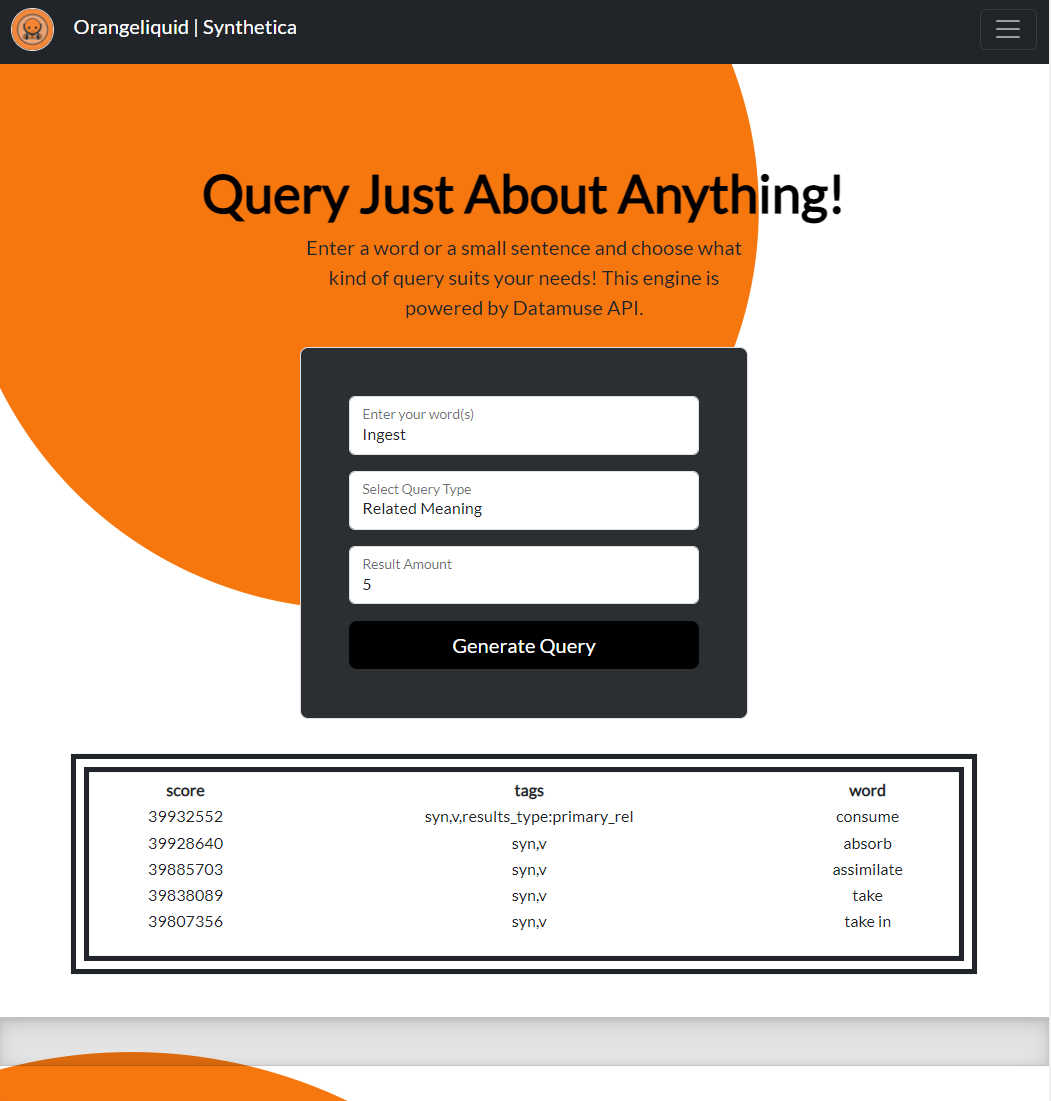 Orangeliquid | Synthetica
Query Just About Anything!
Enter a word or a small sentence and choose what
kind of query suits your needs! This engine is
powered by Datamuse API.
Enter your word(s)
Ingest
Select Query Type
Related Meaning
Result Amount
5
Generate Query
score tags word
39932552 syn,v,results_type:primary_rel consume
39928640 syn,v absorb
39885703 syn,v assimilate
39838089 syn,v take
39807356 syn,v take in